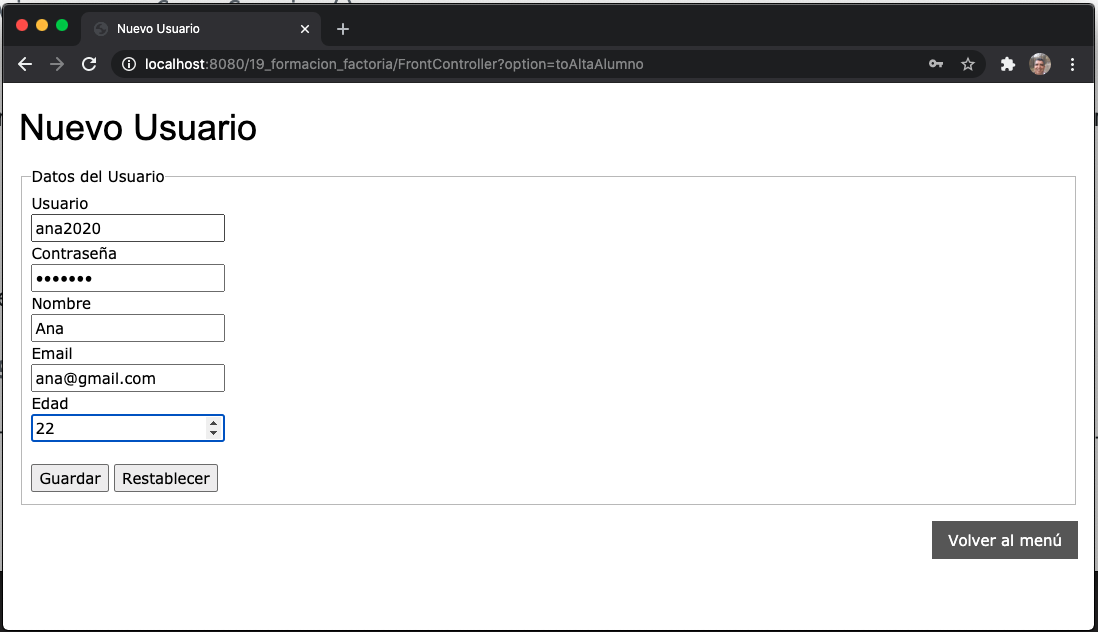 Nuevo Usuario
localhost:8080/19_formacion_factoria/FrontController?option=toAltaAlumno
Nuevo Usuario
Datos del Usuario
Usuario
ana2020
Contraseña
•••••••
Nombre
Ana
Email
ana@gmail.com
Edad
22
Guardar Restablecer
Volver al menú